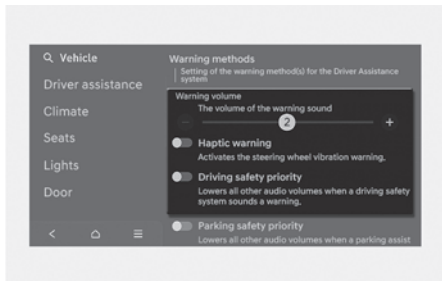 Vehicle
Driver assistance
Climate
Seats
Lights
Door
Warning methods
Setting of the warning method(s) for the Driver Assistance
system
Warning volume
The volume of the warning sound
2
Haptic warning
Activates the steering wheel vibration warning.
Driving safety priority
Lowers all other audio volumes when a driving safety
system sounds a warning.
Parking safety priority
Lowers all other audio volumes when a parking assist